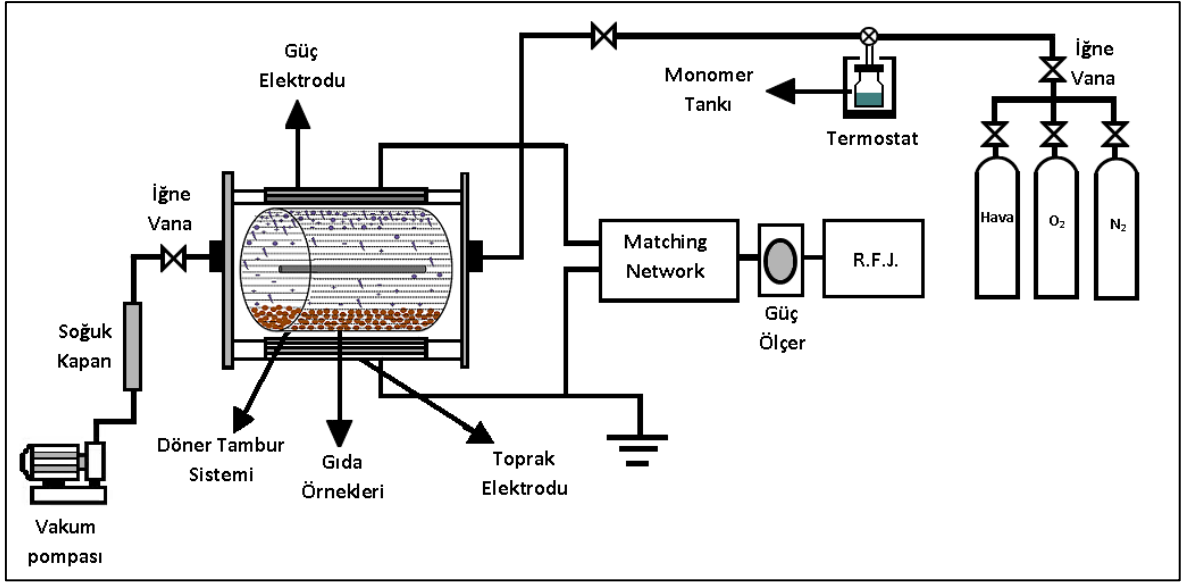 Güç
Elektrodu
İğne
Vana
Monomer
Tankı
Termostat
İğne
Vana
Hava
O₂
N₂
Matching
Network
R.F.J.
Güç
Ölçer
Soğuk
Kapan
Döner Tambur
Sistemi
Gıda
Örnekleri
Toprak
Elektrodu
Vakum
pompası